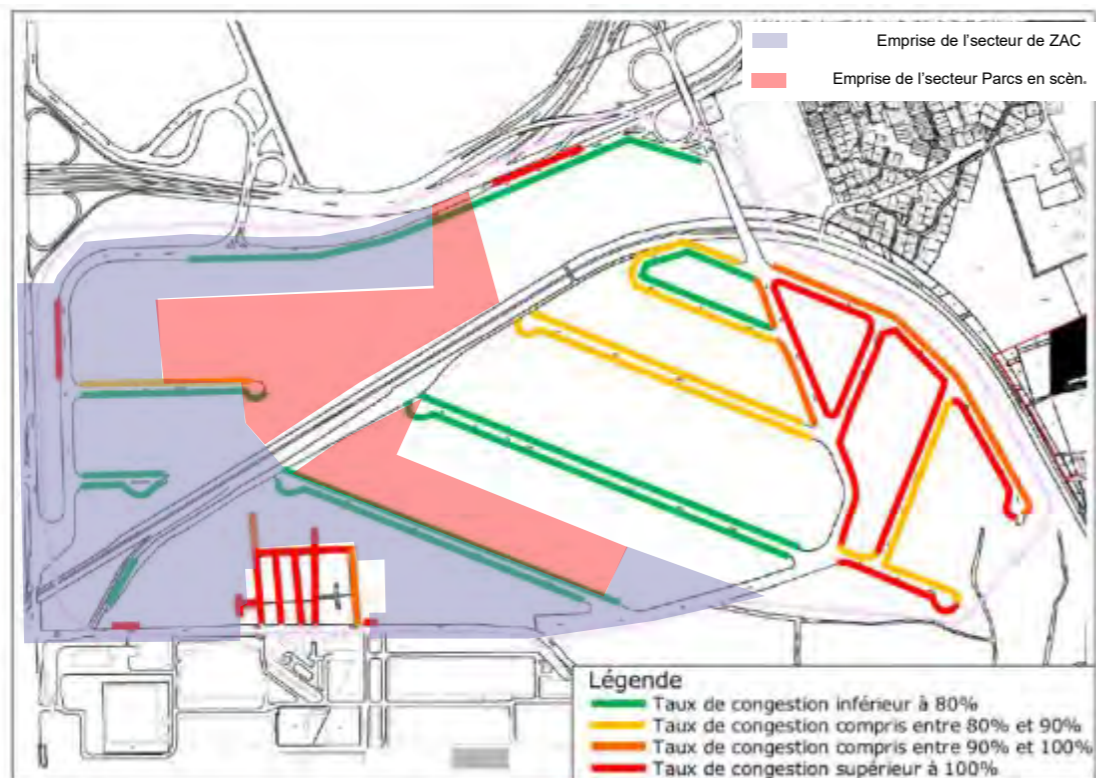 Emprise de l'secteur de ZAC
Emprise de l'secteur Parcs en scèn.
Légende
Taux de congestion inférieur à 80%
Taux de congestion compris entre 80% et 90%
Taux de congestion compris entre 90% et 100%
Taux de congestion supérieur à 100%